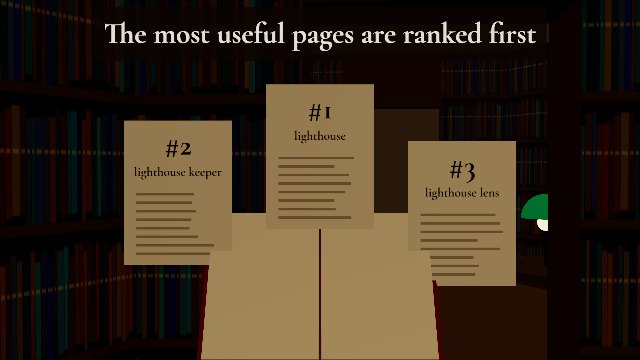 The most useful pages are ranked first
#1
lighthouse
#2
lighthouse keeper
#3
lighthouse lens